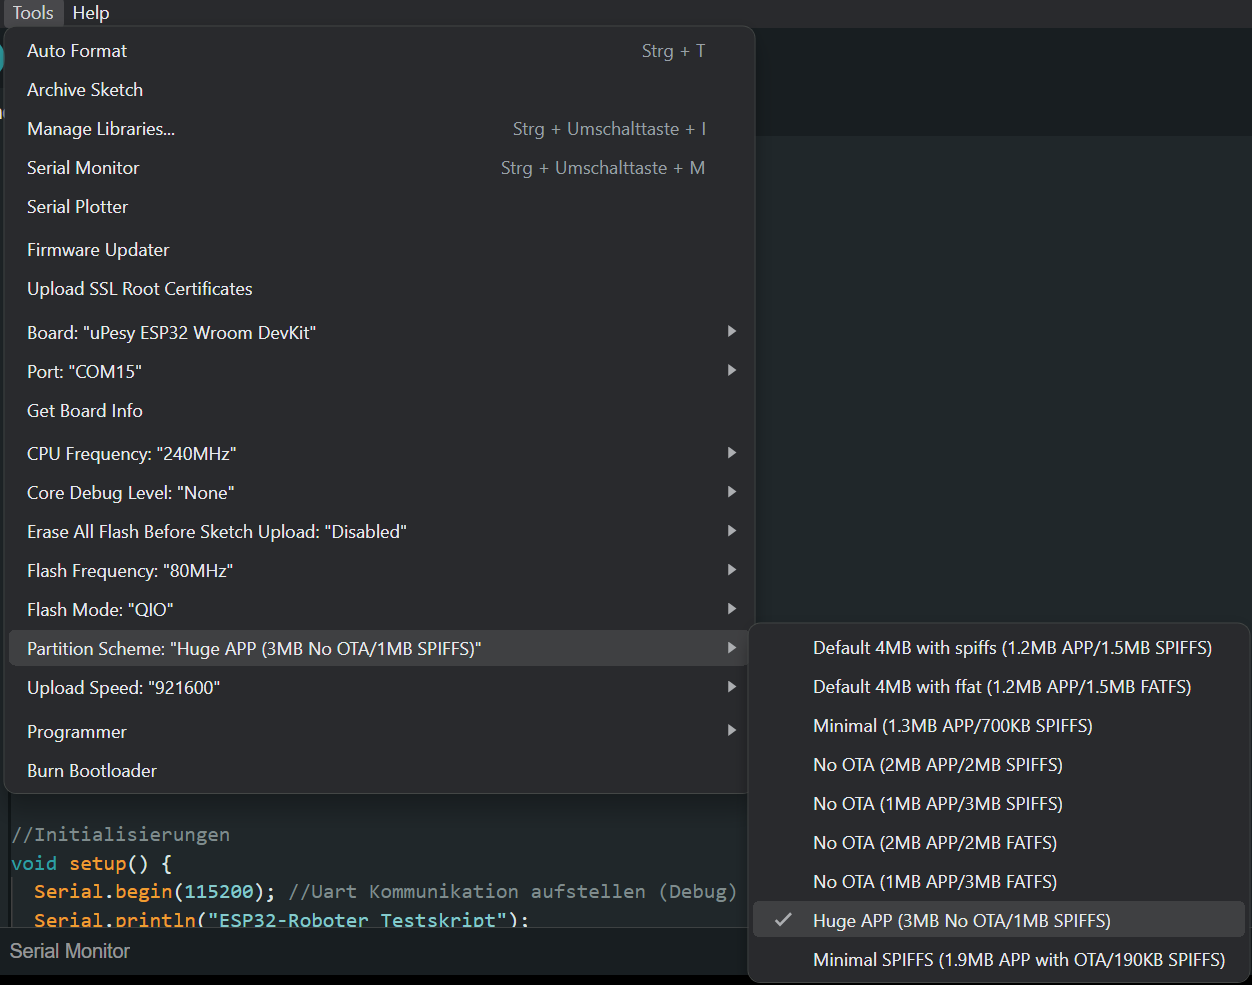 Tools Help
Auto Format Strg + T
Archive Sketch
Manage Libraries... Strg + Umschalttaste + I
Serial Monitor Strg + Umschalttaste + M
Serial Plotter
Firmware Updater
Upload SSL Root Certificates
Board: "uPesy ESP32 Wroom DevKit"
Port: "COM15"
Get Board Info
CPU Frequency: "240MHz"
Core Debug Level: "None"
Erase All Flash Before Sketch Upload: "Disabled"
Flash Frequency: "80MHz"
Flash Mode: "QIO"
Partition Scheme: "Huge APP (3MB No OTA/1MB SPIFFS)"
Upload Speed: "921600"
Programmer
Burn Bootloader
Default 4MB with spiffs (1.2MB APP/1.5MB SPIFFS)
Default 4MB with ffat (1.2MB APP/1.5MB FATFS)
Minimal (1.3MB APP/700KB SPIFFS)
No OTA (2MB APP/2MB SPIFFS)
No OTA (1MB APP/3MB SPIFFS)
No OTA (2MB APP/2MB FATFS)
No OTA (1MB APP/3MB FATFS)
Huge APP (3MB No OTA/1MB SPIFFS)
Minimal SPIFFS (1.9MB APP with OTA/190KB SPIFFS)
//Initialisierungen
void setup() {
Serial.begin(115200); //Uart Kommunikation aufstellen (Debug)
Serial.println("ESP32-Roboter Testskript");
Serial Monitor